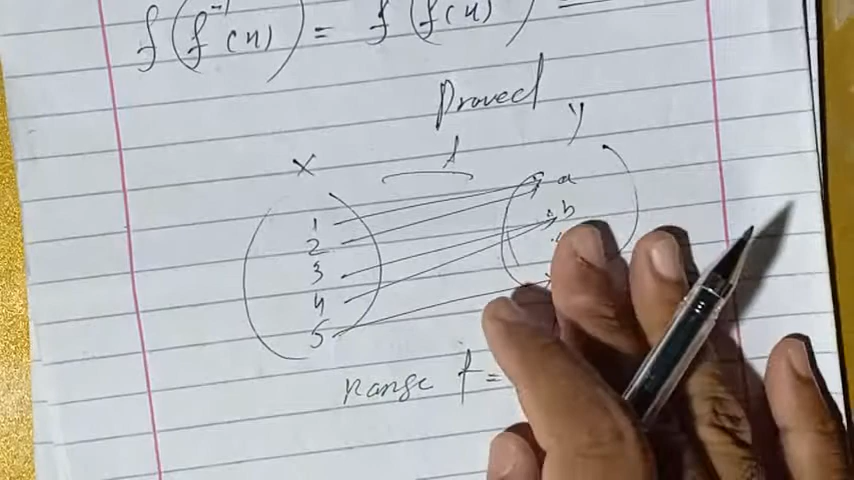 f(f⁻¹(x)) = f(f(x))
Proved
X f Y
1 a
2 b
3
4
5
Range f =